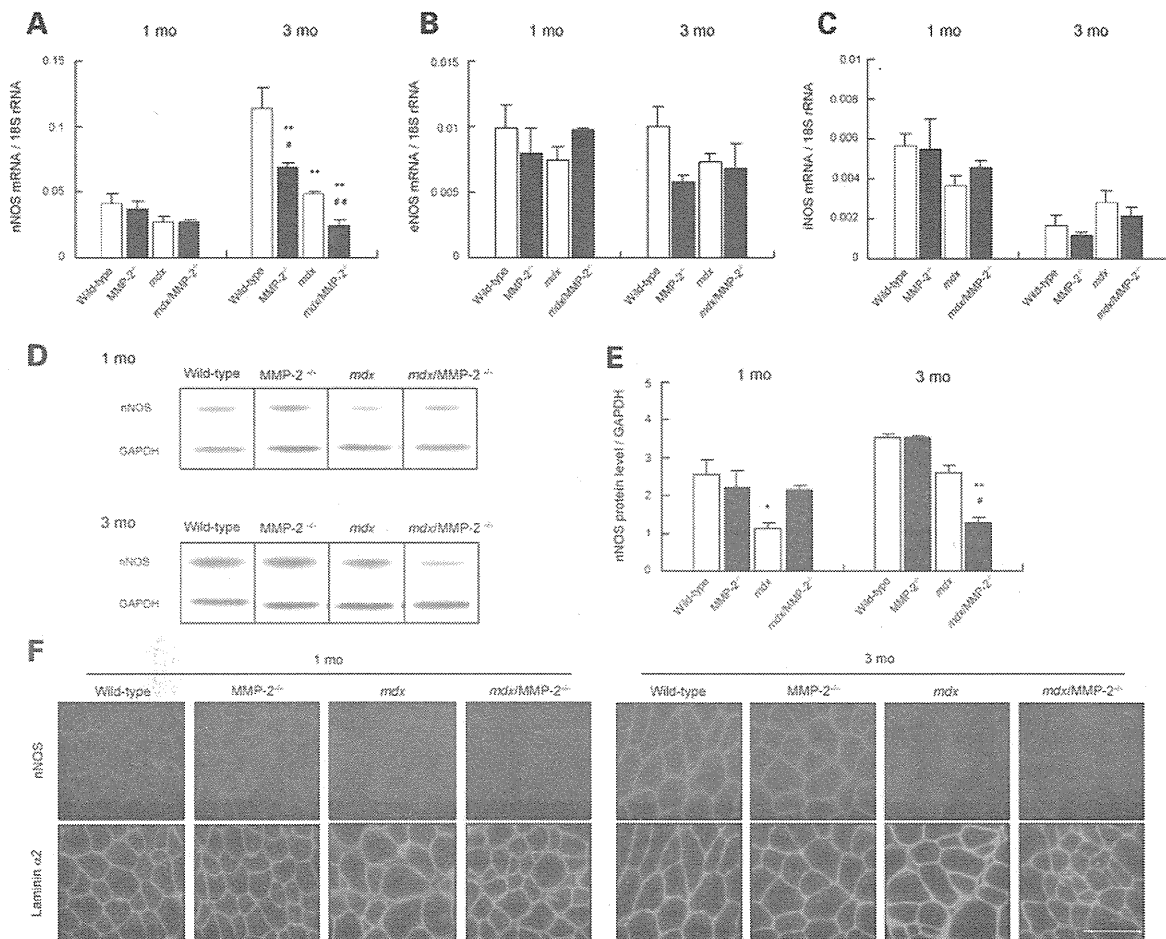 A
1 mo
3 mo
nNOS mRNA / 18S rRNA
0.15
0.1
0.05
0
**
#
**
**
##
Wild-type
MMP-2-/-
mdx
mdx/MMP-2-/-
Wild-type
MMP-2-/-
mdx
mdx/MMP-2-/-
B
1 mo
3 mo
eNOS mRNA / 18S rRNA
0.015
0.01
0.005
0
Wild-type
MMP-2-/-
mdx
mdx/MMP-2-/-
Wild-type
MMP-2-/-
mdx
mdx/MMP-2-/-
C
1 mo
3 mo
iNOS mRNA / 18S rRNA
0.01
0.008
0.006
0.004
0.002
0
Wild-type
MMP-2-/-
mdx
mdx/MMP-2-/-
Wild-type
MMP-2-/-
mdx
mdx/MMP-2-/-
D
1 mo
Wild-type MMP-2 -/- mdx mdx/MMP-2 -/-
nNOS
GAPDH
3 mo
Wild-type MMP-2 -/- mdx mdx/MMP-2 -/-
nNOS
GAPDH
E
1 mo
3 mo
nNOS protein level / GAPDH
5
4
3
2
1
0
*
**
#
Wild-type
MMP-2-/-
mdx
mdx/MMP-2-/-
Wild-type
MMP-2-/-
mdx
mdx/MMP-2-/-
F
1 mo
3 mo
Wild-type MMP-2-/- mdx mdx/MMP-2-/- Wild-type MMP-2-/- mdx mdx/MMP-2-/-
nNOS
Laminin α2